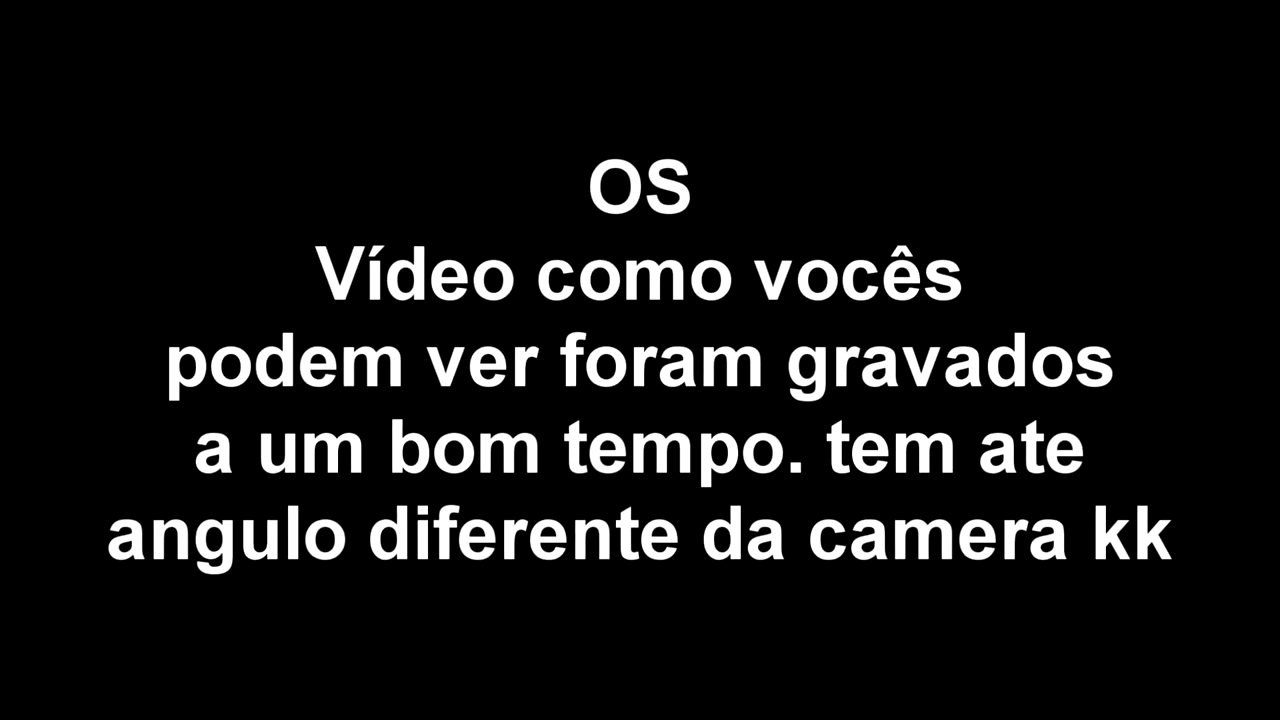 OS
Vídeo como vocês
podem ver foram gravados
a um bom tempo. tem ate
angulo diferente da camera kk